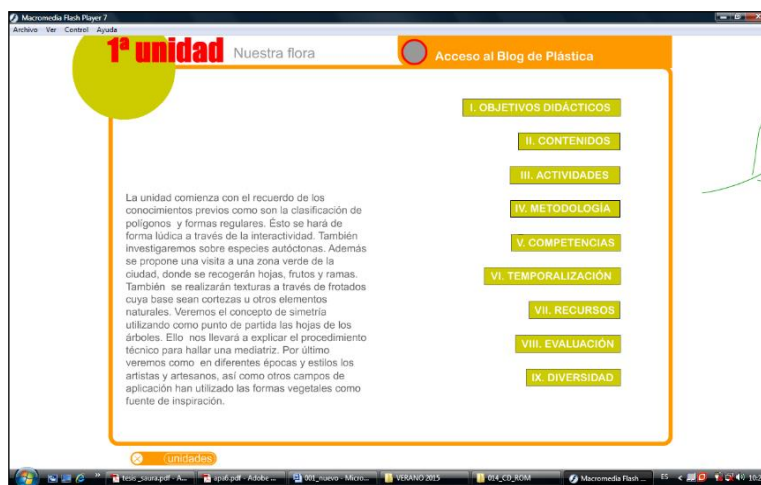 Macromedia Flash Player 7
Archivo Ver Control Ayuda
1ª unidad
Nuestra flora
Acceso al Blog de Plástica
I. OBJETIVOS DIDÁCTICOS
II. CONTENIDOS
III. ACTIVIDADES
IV. METODOLOGÍA
V. COMPETENCIAS
VI. TEMPORALIZACIÓN
VII. RECURSOS
VIII. EVALUACIÓN
IX. DIVERSIDAD
La unidad comienza con el recuerdo de los
conocimientos previos como son la clasificación de
polígonos y formas regulares. Ésto se hará de
forma lúdica a través de la interactividad. También
investigaremos sobre especies autóctonas. Además
se propone una visita a una zona verde de la
ciudad, donde se recogerán hojas, frutos y ramas.
También se realizarán texturas a través de frotados
cuya base sean cortezas u otros elementos
naturales. Veremos el concepto de simetría
utilizando como punto de partida las hojas de los
árboles. Ello nos llevará a explicar el procedimiento
técnico para hallar una mediatriz. Por último
veremos como en diferentes épocas y estilos los
artistas y artesanos, así como otros campos de
aplicación han utilizado las formas vegetales como
fuente de inspiración.
unidades
tesis_saura.pdf - A...
api6.pdf - Adobe ...
001_nuevo - Micro...
VERANO 2015
014_CD_ROM
Macromedia Flash ...
ES